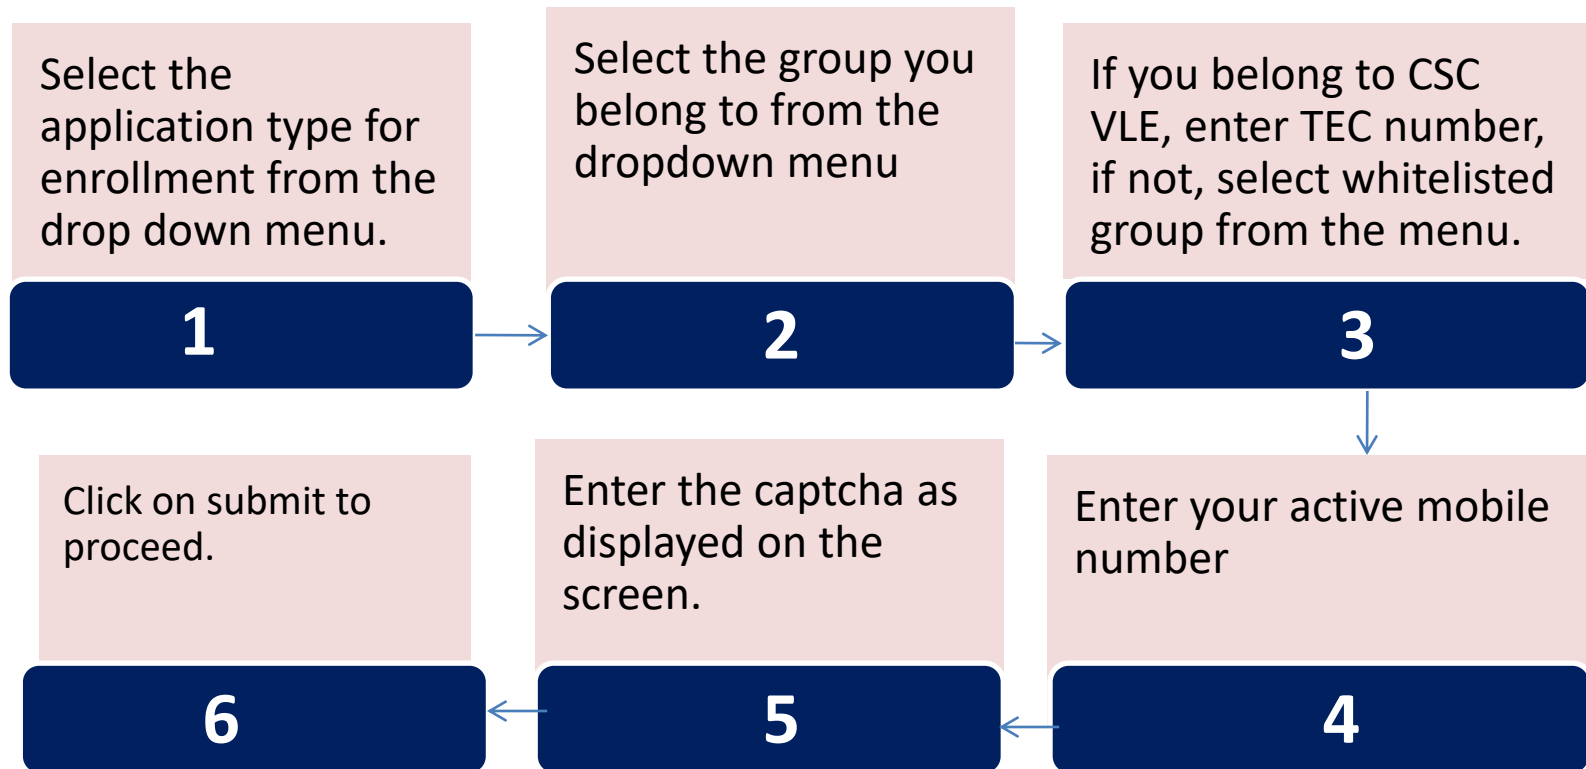 Select the
application type for
enrollment from the
drop down menu.
1
Select the group you
belong to from the
dropdown menu
2
If you belong to CSC
VLE, enter TEC number,
if not, select whitelisted
group from the menu.
3
Enter your active mobile
number
4
Enter the captcha as
displayed on the
screen.
5
Click on submit to
proceed.
6